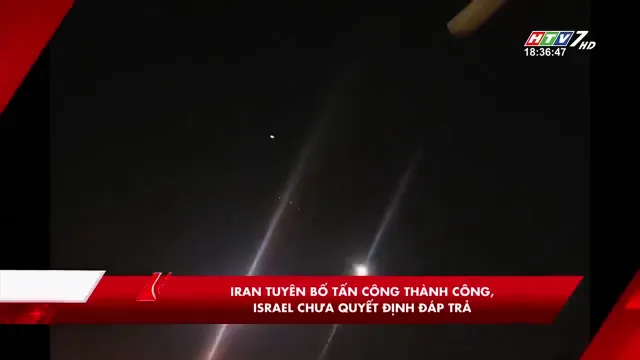 HTV7 HD
18:36:47
IRAN TUYÊN BỐ TẤN CÔNG THÀNH CÔNG,
ISRAEL CHƯA QUYẾT ĐỊNH ĐÁP TRẢ